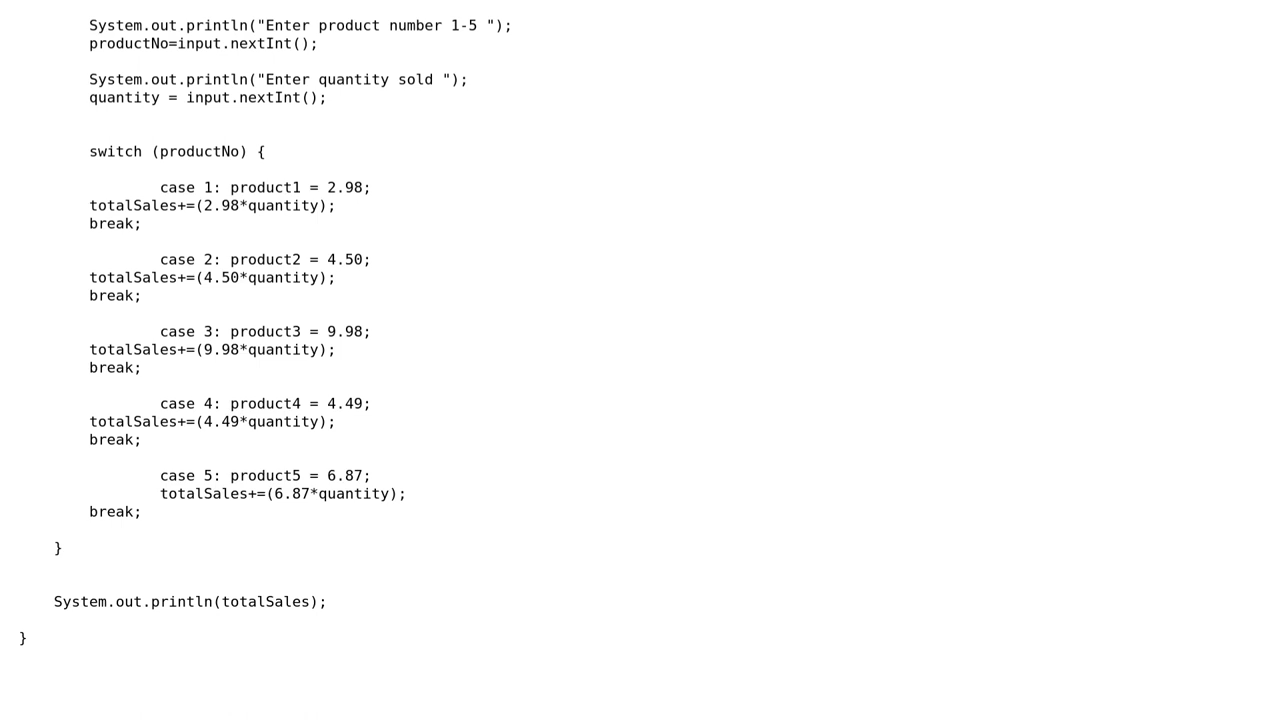 System.out.println("Enter product number 1-5 ");
productNo=input.nextInt();
System.out.println("Enter quantity sold ");
quantity = input.nextInt();
switch (productNo) {
case 1: product1 = 2.98;
totalSales+=(2.98*quantity);
break;
case 2: product2 = 4.50;
totalSales+=(4.50*quantity);
break;
case 3: product3 = 9.98;
totalSales+=(9.98*quantity);
break;
case 4: product4 = 4.49;
totalSales+=(4.49*quantity);
break;
case 5: product5 = 6.87;
totalSales+=(6.87*quantity);
break;
}
System.out.println(totalSales);
}